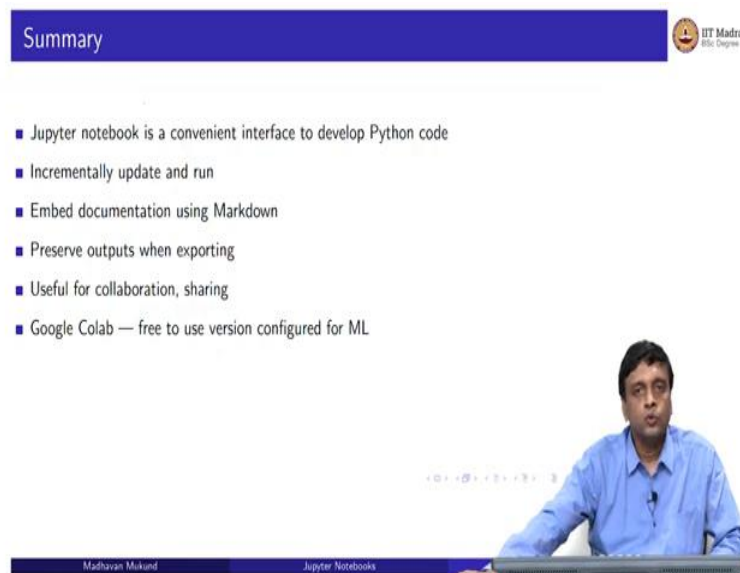 Summary
IIT Madra
BSc Degree
Jupyter notebook is a convenient interface to develop Python code
Incrementally update and run
Embed documentation using Markdown
Preserve outputs when exporting
Useful for collaboration, sharing
Google Colab — free to use version configured for ML
Madhavan Mukund
Jupyter Notebooks